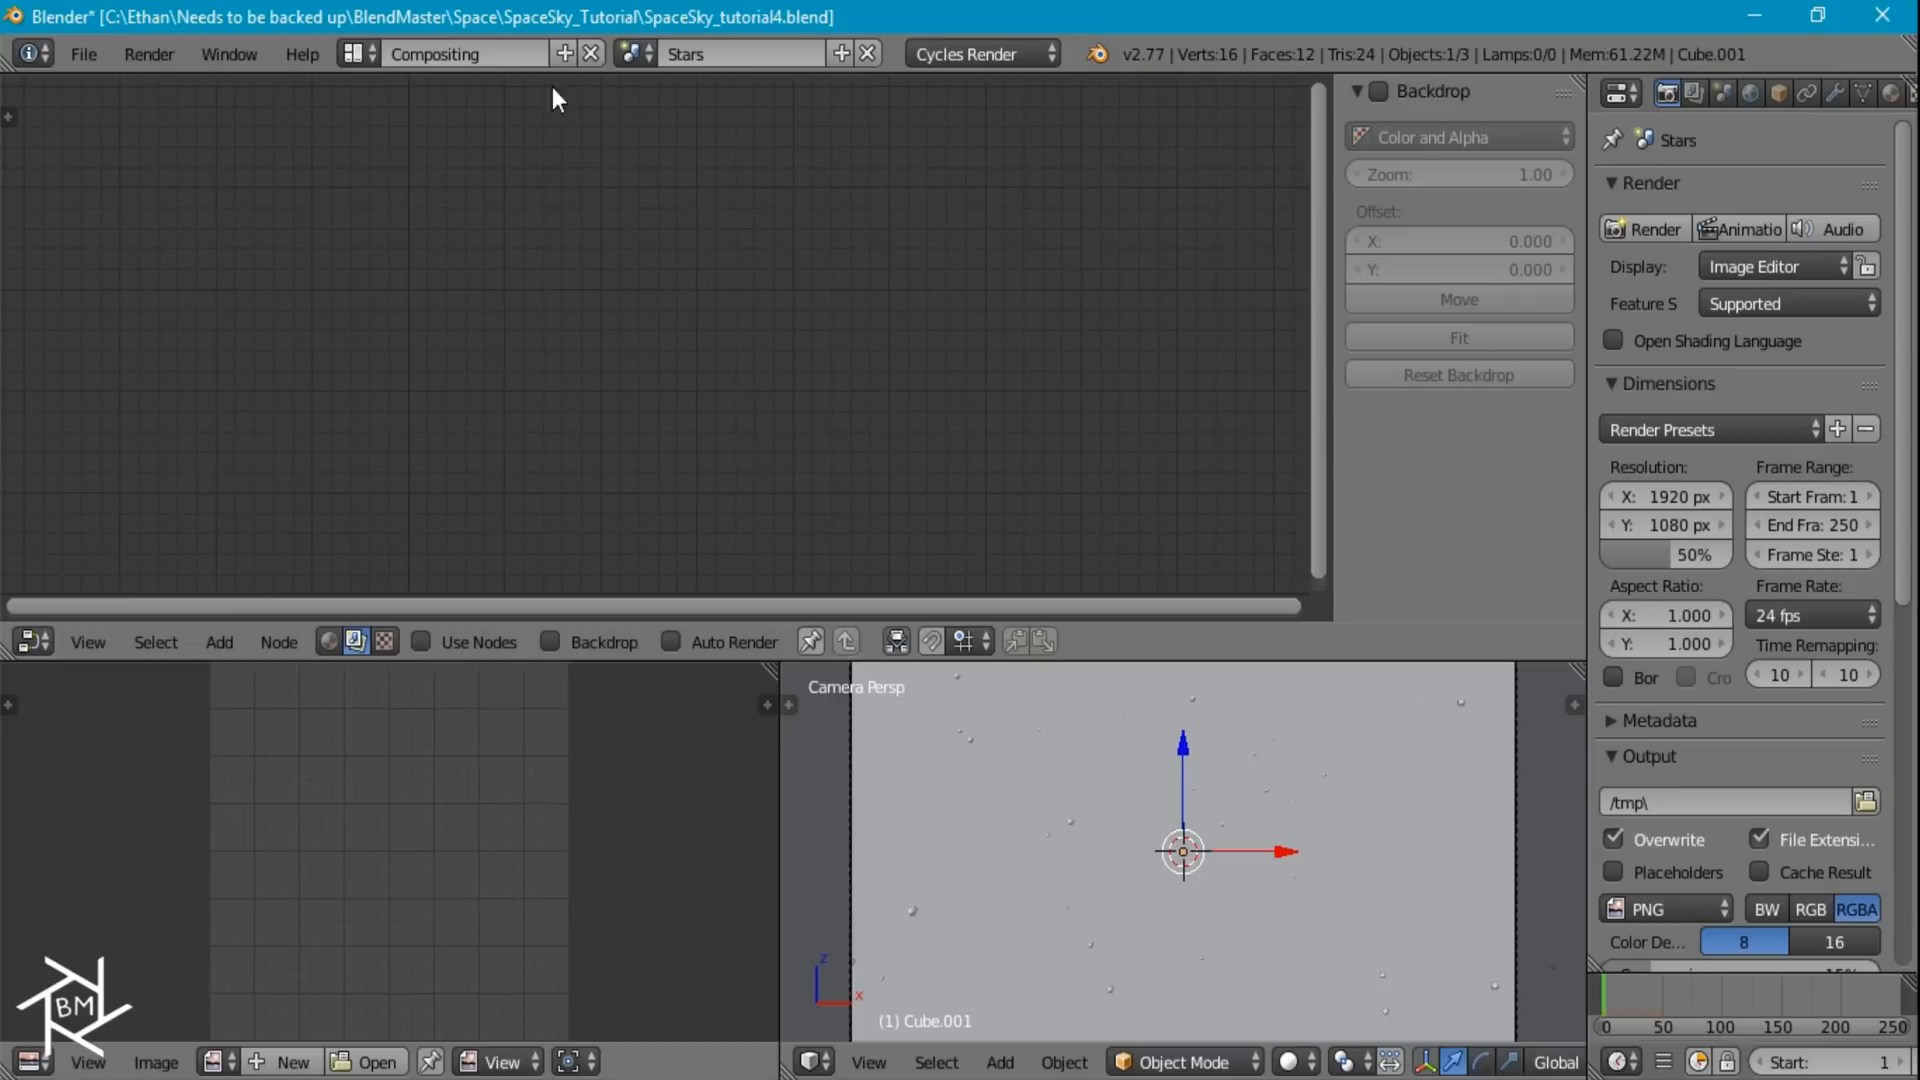 Blender* [C:\Ethan\Needs to be backed up\BlendMaster\Space\SpaceSky_Tutorial\SpaceSky_tutorial4.blend]
File Render Window Help Compositing Stars Cycles Render v2.77 | Verts:16 | Faces:12 | Tris:24 | Objects:1/3 | Lamps:0/0 | Mem:61.22M | Cube.001
Backdrop
Color and Alpha
Zoom: 1.00
Offset:
X: 0.000
Y: 0.000
Move
Fit
Reset Backdrop
Stars
Render
Render Animatio Audio
Display: Image Editor
Feature S Supported
Open Shading Language
Dimensions
Render Presets
Resolution: Frame Range:
X: 1920 px Start Fram: 1
Y: 1080 px End Fra: 250
50% Frame Ste: 1
Aspect Ratio: Frame Rate:
X: 1.000 24 fps
Y: 1.000 Time Remapping:
Bor Cro 10 10
Metadata
Output
/tmp\
Overwrite File Extensi...
Placeholders Cache Result
PNG BW RGB RGBA
Color De... 8 16
0 50 100 150 200 250
Start: 1
View Select Add Node Use Nodes Backdrop Auto Render
Camera Persp
z
x
(1) Cube.001
BM
View Image New Open View
View Select Add Object Object Mode Global